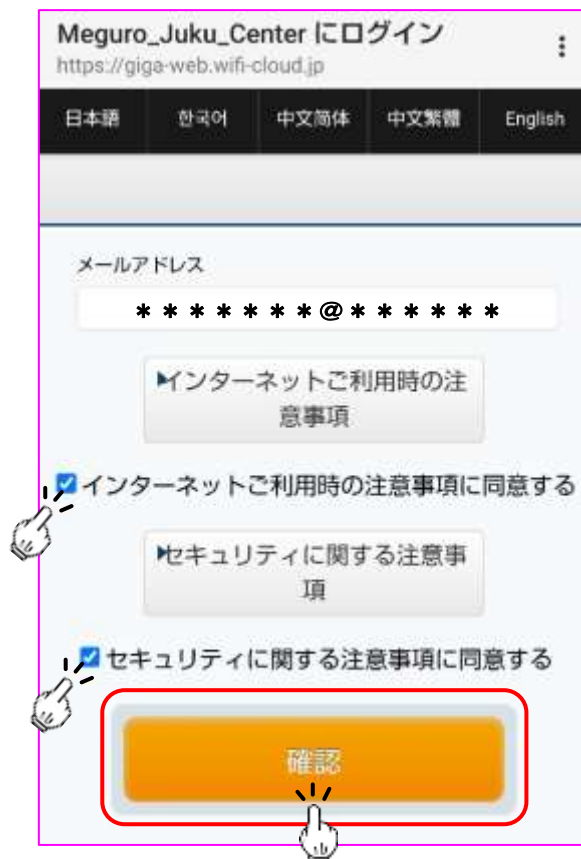 Meguro_Juku_Center にログイン
https://giga-web.wifi-cloud.jp
日本語 한국어 中文简体 中文繁體 English
メールアドレス
*******@******
インターネットご利用時の注
意事項
インターネットご利用時の注意事項に同意する
セキュリティに関する注意事
項
セキュリティに関する注意事項に同意する
確認